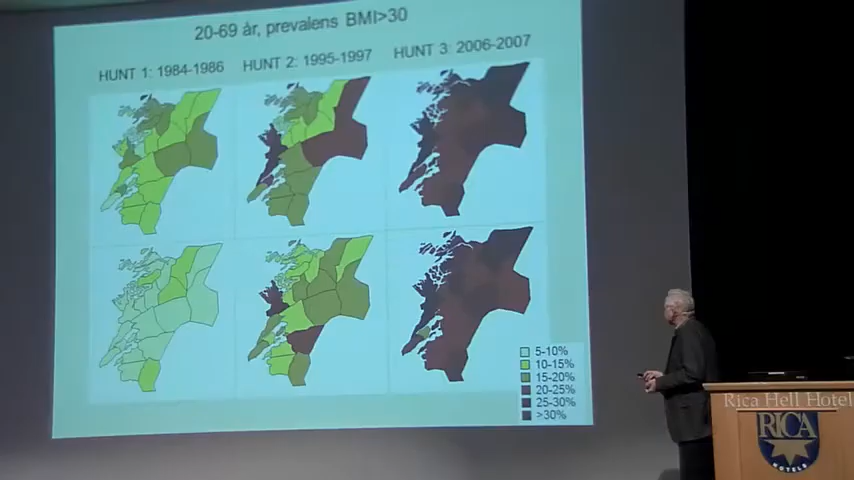 20-69 år, prevalens BMI>30
HUNT 1: 1984-1986
HUNT 2: 1995-1997
HUNT 3: 2006-2007
5-10%
10-15%
15-20%
20-25%
25-30%
>30%
Rica Hell Hotel
RICA
HOTELS